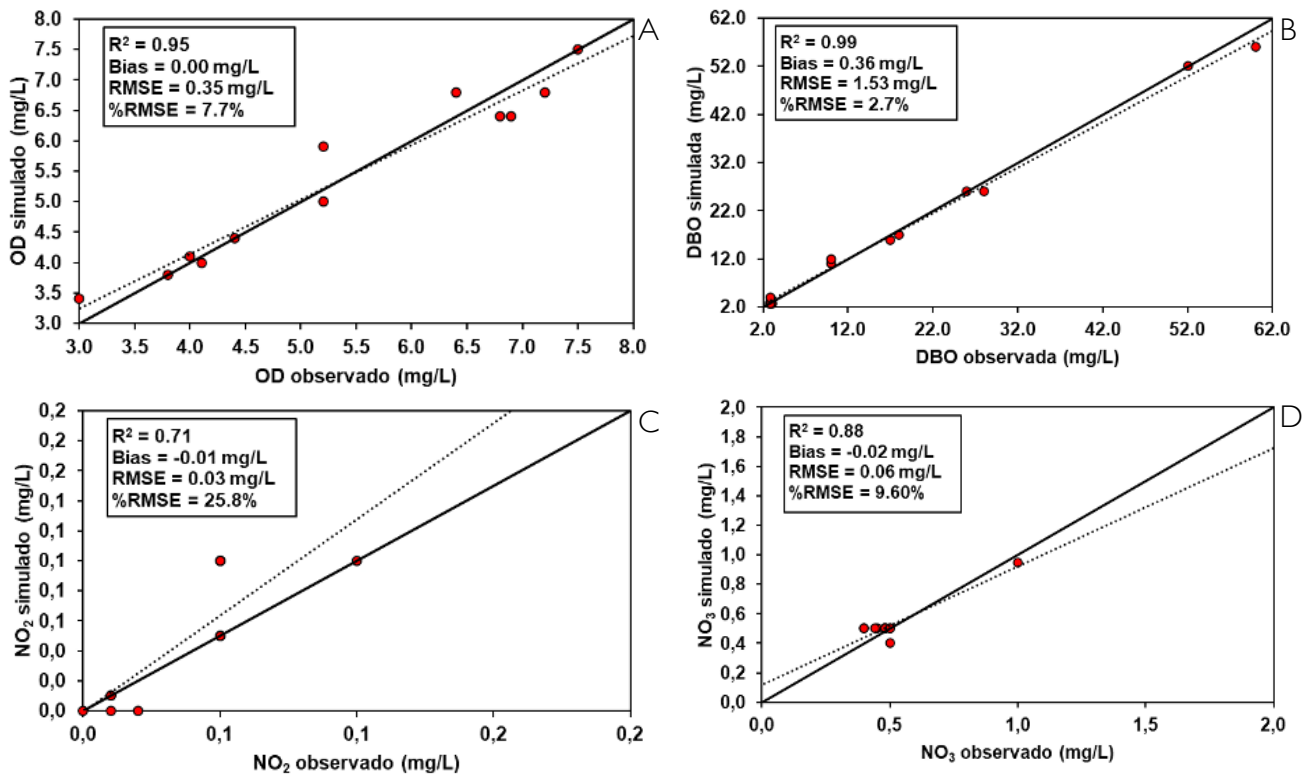 A
R² = 0.95
Bias = 0.00 mg/L
RMSE = 0.35 mg/L
%RMSE = 7.7%
OD simulado (mg/L)
8.0
7.5
7.0
6.5
6.0
5.5
5.0
4.5
4.0
3.5
3.0
3.0 4.0 4.5 5.0 5.5 6.0 6.5 7.0 7.5 8.0
OD observado (mg/L)
B
R² = 0.99
Bias = 0.36 mg/L
RMSE = 1.53 mg/L
%RMSE = 2.7%
DBO simulada (mg/L)
62.0
52.0
42.0
32.0
22.0
12.0
2.0
2.0 12.0 22.0 32.0 42.0 52.0 62.0
DBO observada (mg/L)
C
R² = 0.71
Bias = -0.01 mg/L
RMSE = 0.03 mg/L
%RMSE = 25.8%
NO₂ simulado (mg/L)
0,2
0,2
0,2
0,1
0,1
0,1
0,1
0,1
0,0
0,0
0,0
0,0 0,1 0,1 0,2 0,2
NO₂ observado (mg/L)
D
R² = 0.88
Bias = -0.02 mg/L
RMSE = 0.06 mg/L
%RMSE = 9.60%
NO₃ simulado (mg/L)
2,0
1,8
1,6
1,4
1,2
1,0
0,8
0,6
0,4
0,2
0,0
0,0 0,5 1,0 1,5 2,0
NO₃ observado (mg/L)